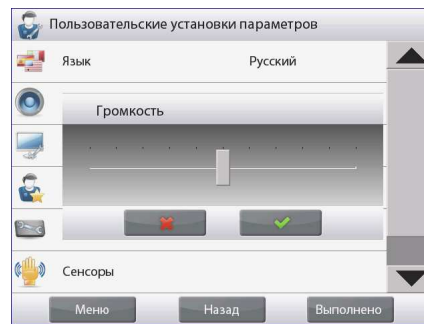 Пользовательские установки параметров
Язык Русский
Громкость
Сенсоры
Меню Назад Выполнено